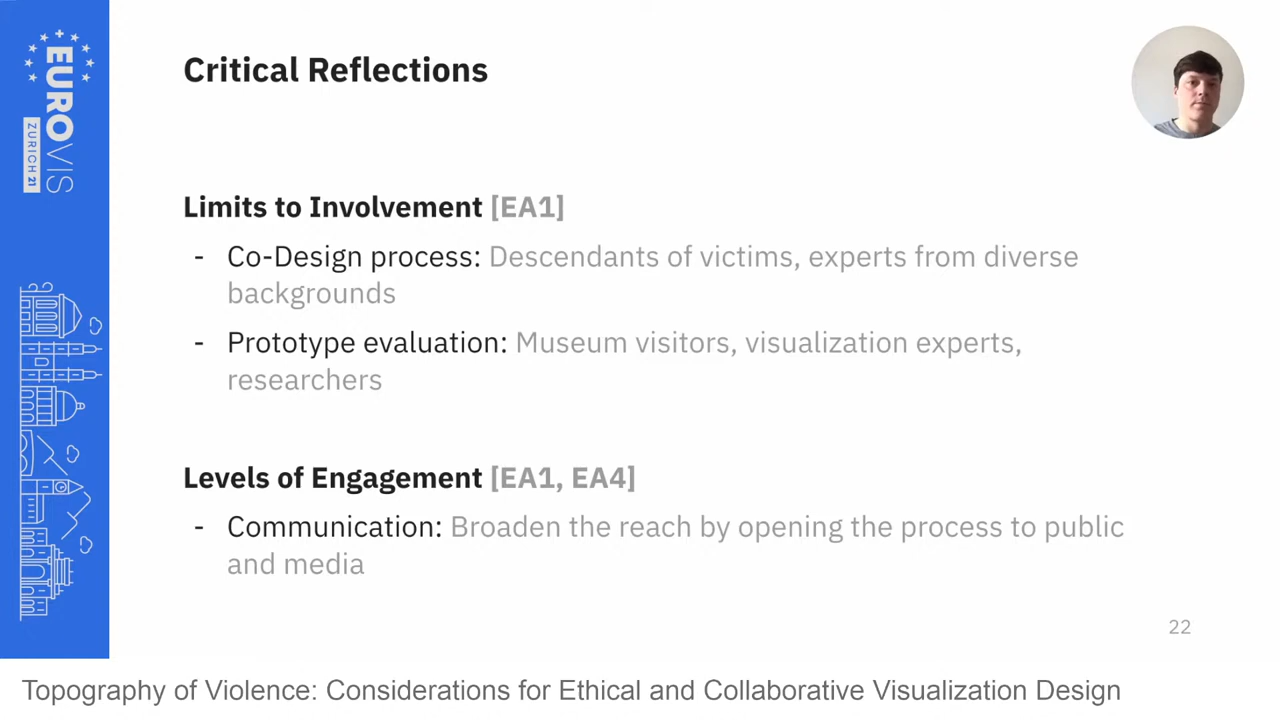 EUROVIS
ZURICH 21
Critical Reflections
Limits to Involvement [EA1]
- Co-Design process: Descendants of victims, experts from diverse
backgrounds
- Prototype evaluation: Museum visitors, visualization experts,
researchers
Levels of Engagement [EA1, EA4]
- Communication: Broaden the reach by opening the process to public
and media
22
Topography of Violence: Considerations for Ethical and Collaborative Visualization Design